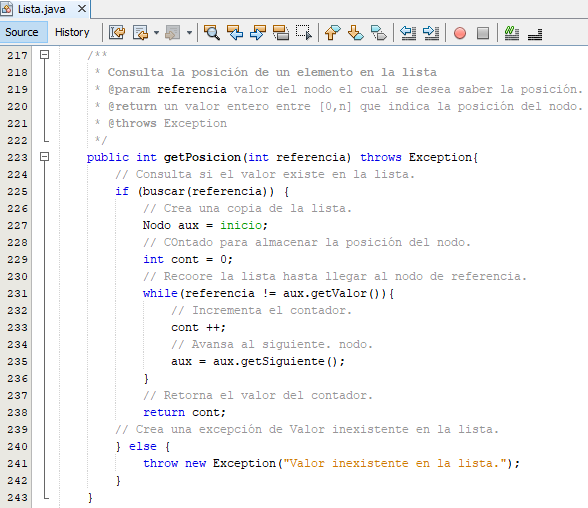 Lista.java
Source History
217 /**
218 * Consulta la posición de un elemento en la lista
219 * @param referencia valor del nodo el cual se desea saber la posición.
220 * @return un valor entero entre [0,n] que indica la posición del nodo.
221 * @throws Exception
222 */
223 public int getPosicion(int referencia) throws Exception{
224 // Consulta si el valor existe en la lista.
225 if (buscar(referencia)) {
226 // Crea una copia de la lista.
227 Nodo aux = inicio;
228 // COntado para almacenar la posición del nodo.
229 int cont = 0;
230 // Recoore la lista hasta llegar al nodo de referencia.
231 while(referencia != aux.getValor()){
232 // Incrementa el contador.
233 cont ++;
234 // Avansa al siguiente. nodo.
235 aux = aux.getSiguiente();
236 }
237 // Retorna el valor del contador.
238 return cont;
239 // Crea una excepción de Valor inexistente en la lista.
240 } else {
241 throw new Exception("Valor inexistente en la lista.");
242 }
243 }